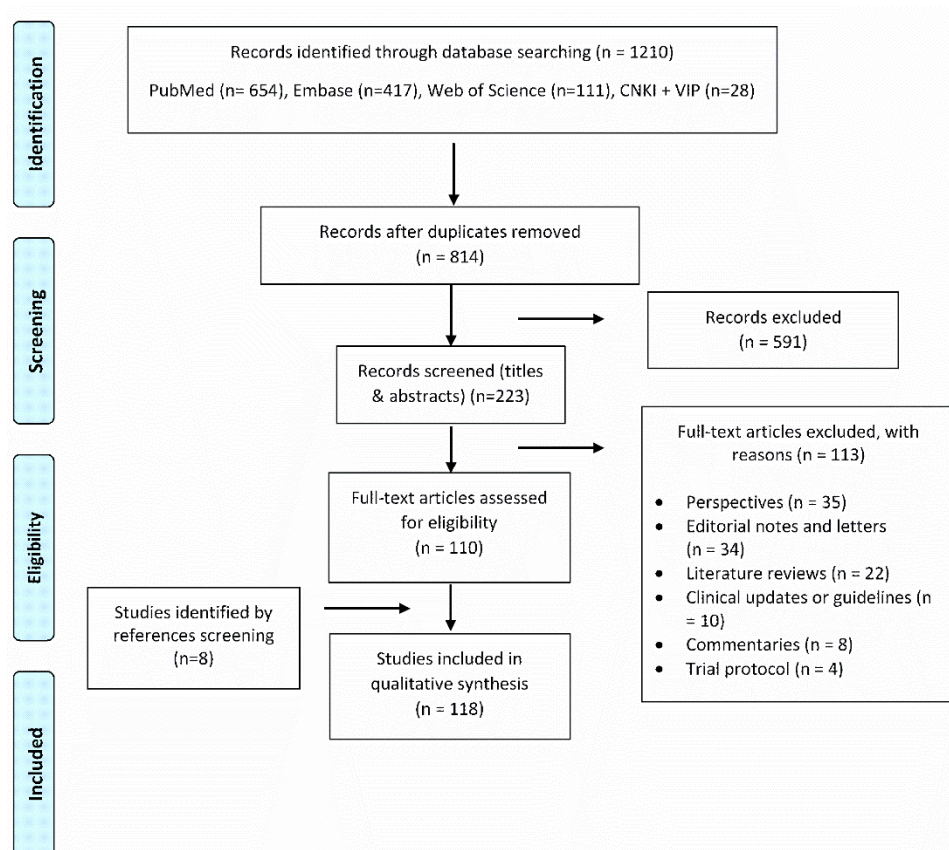 Identification
Records identified through database searching (n = 1210)
PubMed (n= 654), Embase (n=417), Web of Science (n=111), CNKI + VIP (n=28)
Records after duplicates removed
(n = 814)
Screening
Records excluded
(n = 591)
Records screened (titles
& abstracts) (n=223)
Full-text articles excluded, with
reasons (n = 113)
• Perspectives (n = 35)
• Editorial notes and letters
(n = 34)
• Literature reviews (n = 22)
• Clinical updates or guidelines (n
= 10)
• Commentaries (n = 8)
• Trial protocol (n = 4)
Eligibility
Full-text articles assessed
for eligibility
(n = 110)
Studies identified by
references screening
(n=8)
Included
Studies included in
qualitative synthesis
(n = 118)